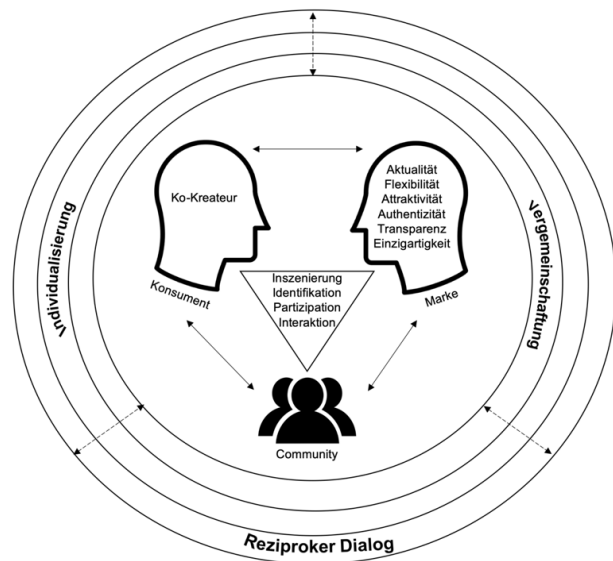 Ko-Kreateur
Aktualität
Flexibilität
Attraktivität
Authentizität
Transparenz
Einzigartigkeit
Individualisierung
Vergemeinschaftung
Konsument
Marke
Inszenierung
Identifikation
Partizipation
Interaktion
Community
Reziproker Dialog